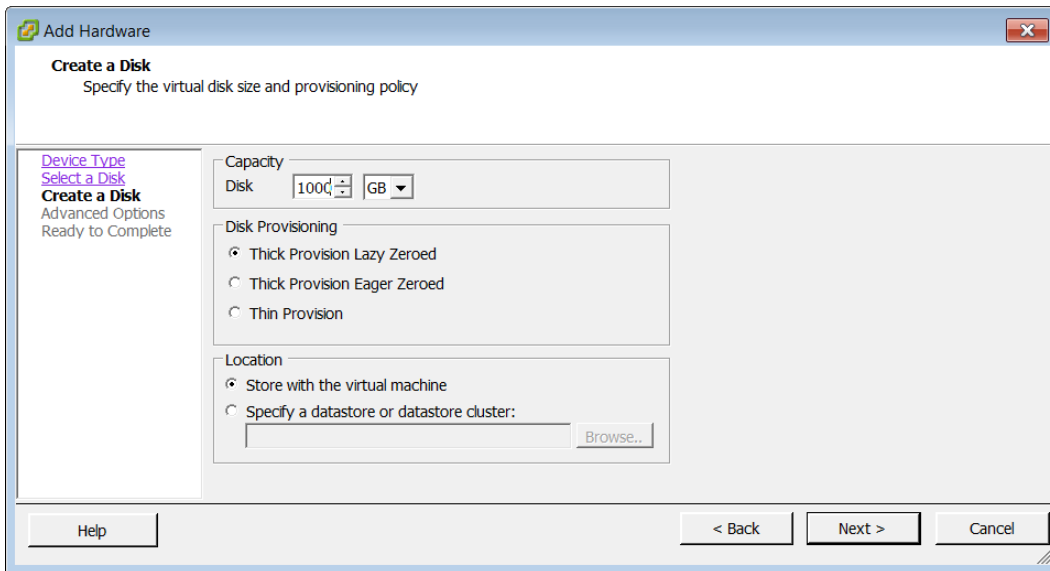 Add Hardware
Create a Disk
Specify the virtual disk size and provisioning policy
Device Type
Select a Disk
Create a Disk
Advanced Options
Ready to Complete
Capacity
Disk 1000 GB
Disk Provisioning
Thick Provision Lazy Zeroed
Thick Provision Eager Zeroed
Thin Provision
Location
Store with the virtual machine
Specify a datastore or datastore cluster:
Browse..
Help
< Back
Next >
Cancel